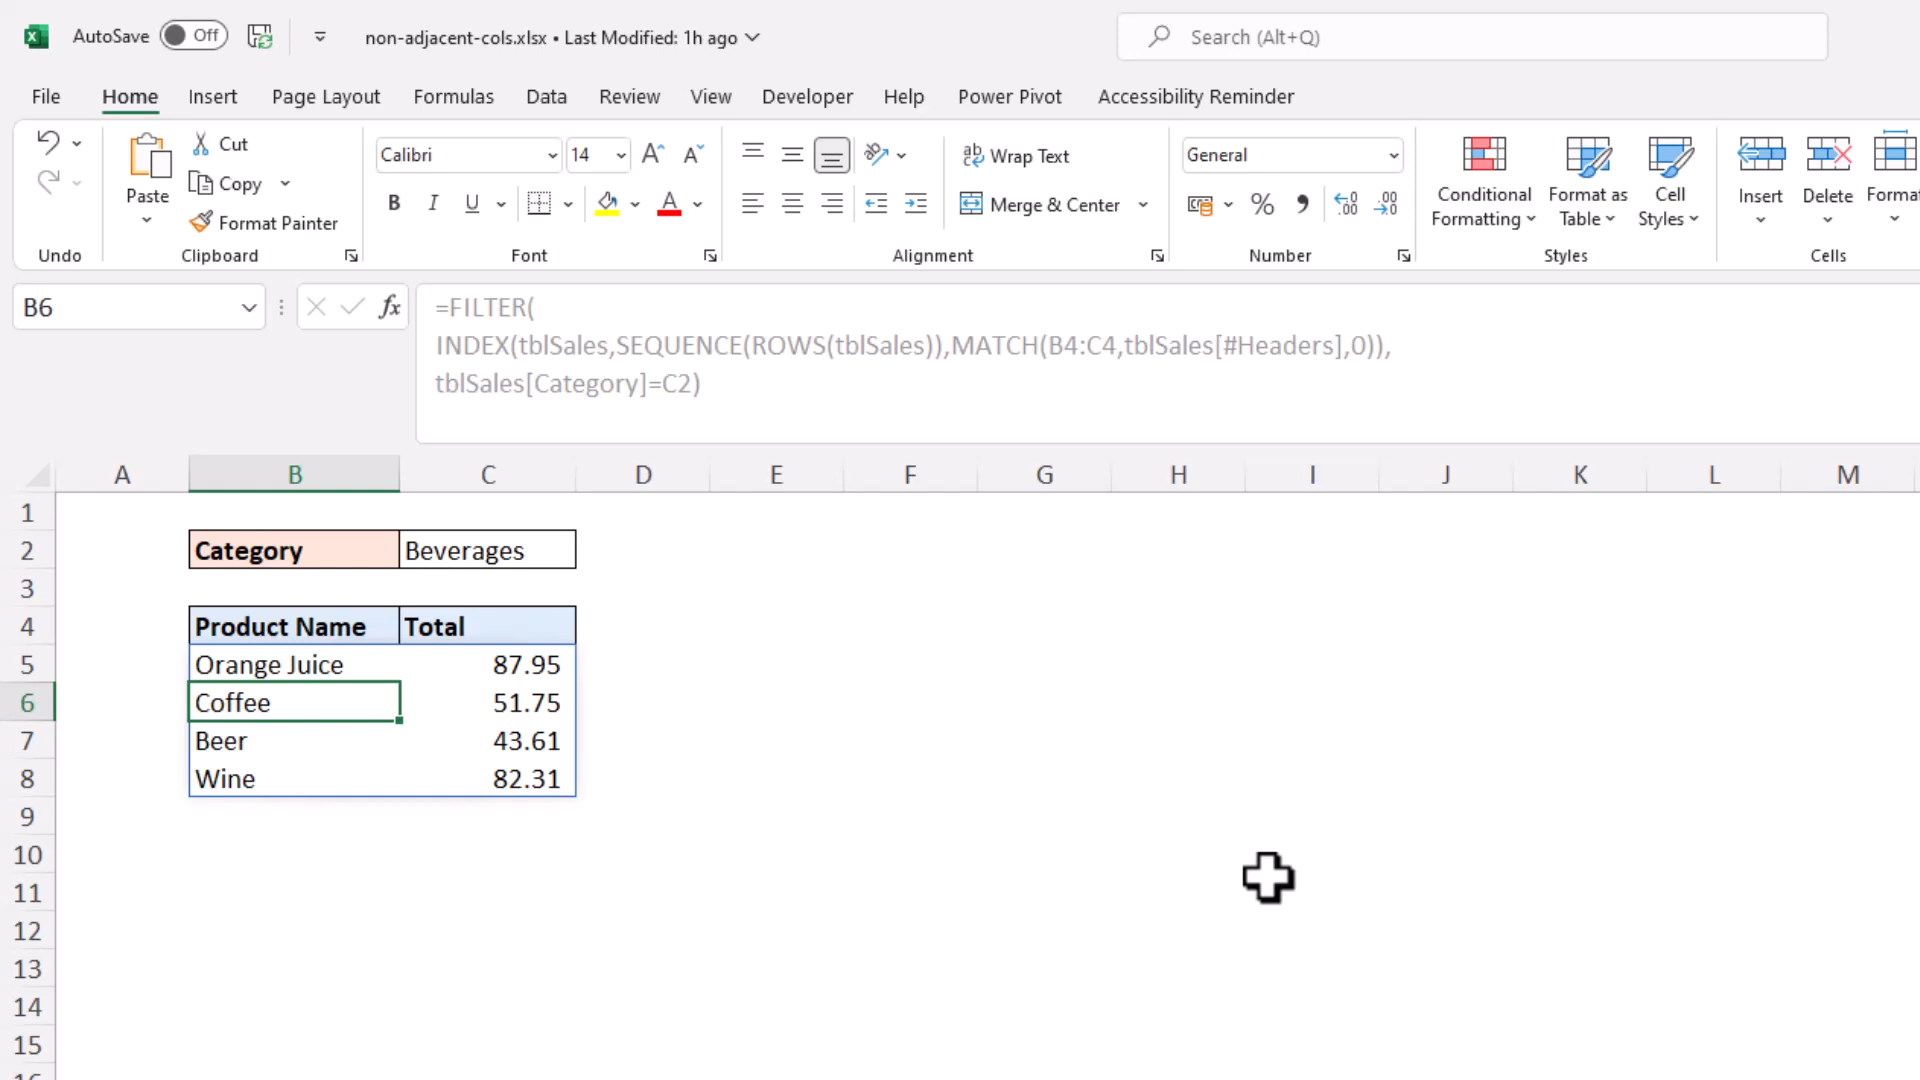 AutoSave Off non-adjacent-cols.xlsx • Last Modified: 1h ago Search (Alt+Q)
File Home Insert Page Layout Formulas Data Review View Developer Help Power Pivot Accessibility Reminder
Paste Cut Copy Format Painter
Calibri 14
B I U A
Wrap Text
Merge & Center
General
% 9
Conditional Formatting Format as Table Cell Styles
Insert Delete Format
Undo Clipboard Font Alignment Number Styles Cells
B6 fx =FILTER(
INDEX(tblSales,SEQUENCE(ROWS(tblSales)),MATCH(B4:C4,tblSales[#Headers],0)),
tblSales[Category]=C2)
A B C D E F G H I J K L M
1
2 Category Beverages
3
4 Product Name Total
5 Orange Juice 87.95
6 Coffee 51.75
7 Beer 43.61
8 Wine 82.31
9
10
11
12
13
14
15